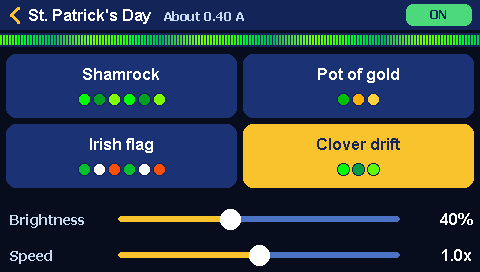 St. Patrick's Day About 0.40 A ON
Shamrock
Pot of gold
Irish flag
Clover drift
Brightness 40%
Speed 1.0x